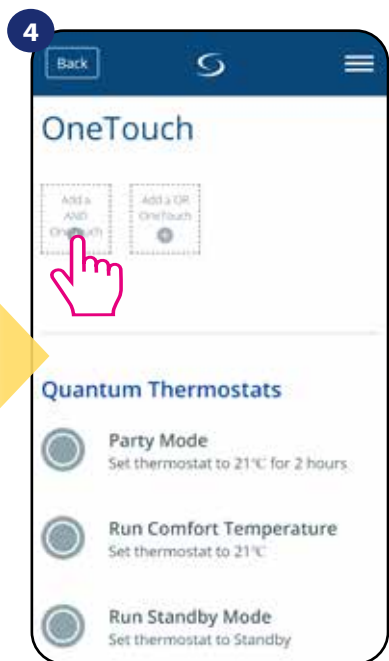 4
Back
OneTouch
Add a
AND
OneTouch
Add a OR
OneTouch
Quantum Thermostats
Party Mode
Set thermostat to 21°C for 2 hours
Run Comfort Temperature
Set thermostat to 21°C
Run Standby Mode
Set thermostat to Standby